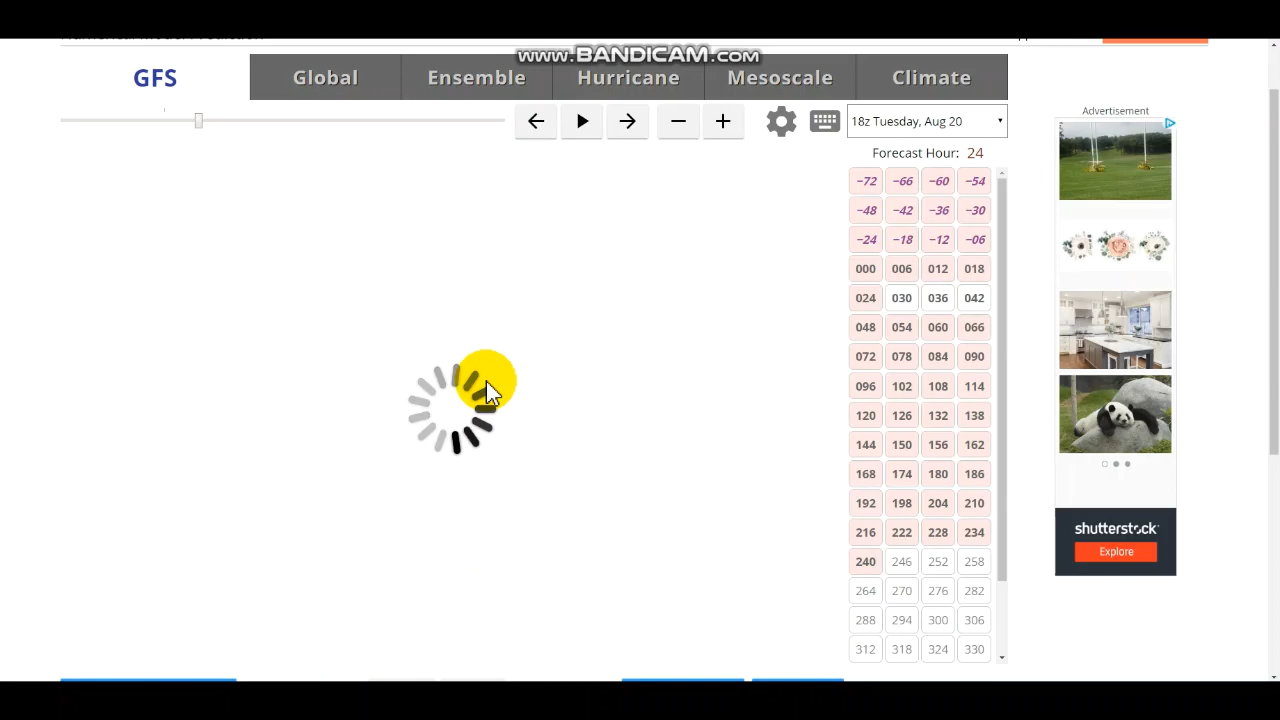 www.BANDICAM.com
GFS Global Ensemble Hurricane Mesoscale Climate
18z Tuesday, Aug 20
Forecast Hour: 24
−72 −66 −60 −54
−48 −42 −36 −30
−24 −18 −12 −06
000 006 012 018
024 030 036 042
048 054 060 066
072 078 084 090
096 102 108 114
120 126 132 138
144 150 156 162
168 174 180 186
192 198 204 210
216 222 228 234
240 246 252 258
264 270 276 282
288 294 300 306
312 318 324 330
Advertisement
shutterstock
Explore